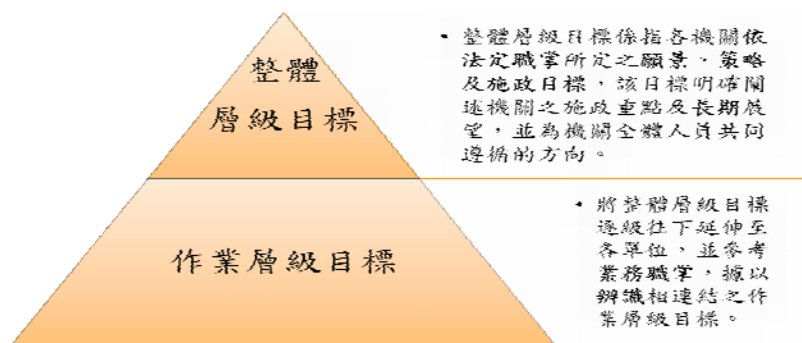 整體
層級目標
• 整體層級目標係指各機關依
法定職掌所定之願景、策略
及施政目標，該目標明確闡
述機關之施政重點及長期展
望，並為機關全體人員共同
遵循的方向。
作業層級目標
• 將整體層級目標
逐級往下延伸至
各單位，並參考
業務職掌，據以
辨識相連結之作
業層級目標。